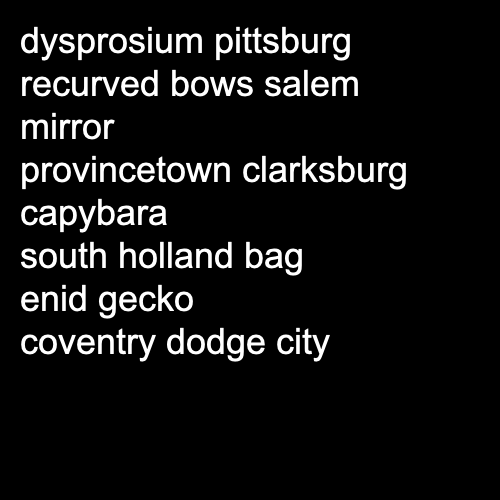 dysprosium pittsburg
recurved bows salem
mirror
provincetown clarksburg
capybara
south holland bag
enid gecko
coventry dodge city